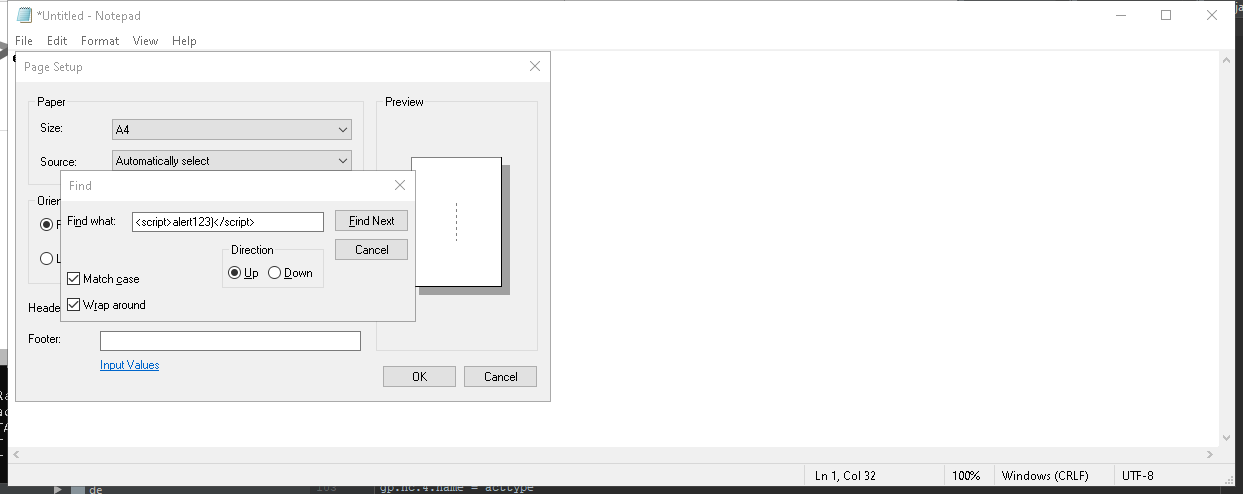 *Untitled - Notepad
File Edit Format View Help
Page Setup
Paper
Size: A4
Source: Automatically select
Preview
Find
Find what: <script>alert123)</script>
Find Next
Cancel
Direction
Up Down
Match case
Wrap around
Footer:
Input Values
OK Cancel
Ln 1, Col 32 100% Windows (CRLF) UTF-8
de
gp.nc.4.name = acttype